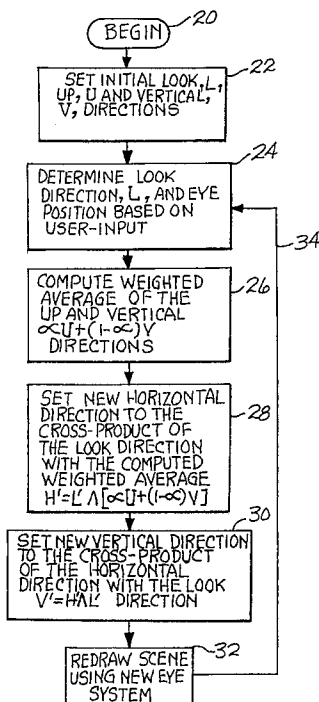 BEGIN
20
SET INITIAL LOOK, L,
UP, U AND VERTICAL,
V, DIRECTIONS
22
DETERMINE LOOK
DIRECTION, L, AND EYE
POSITION BASED ON
USER-INPUT
24
34
COMPUTE WEIGHTED
AVERAGE OF THE
UP AND VERTICAL
∝U+(1-∝)V
DIRECTIONS
26
SET NEW HORIZONTAL
DIRECTION TO THE
CROSS-PRODUCT OF
THE LOOK DIRECTION
WITH THE COMPUTED
WEIGHTED AVERAGE
H'=L' Λ [∝U+(1-∝)V]
28
30
SET NEW VERTICAL DIRECTION
TO THE CROSS-PRODUCT
OF THE HORIZONTAL
DIRECTION WITH THE LOOK
V'=H'ΛL' DIRECTION
32
REDRAW SCENE
USING NEW EYE
SYSTEM